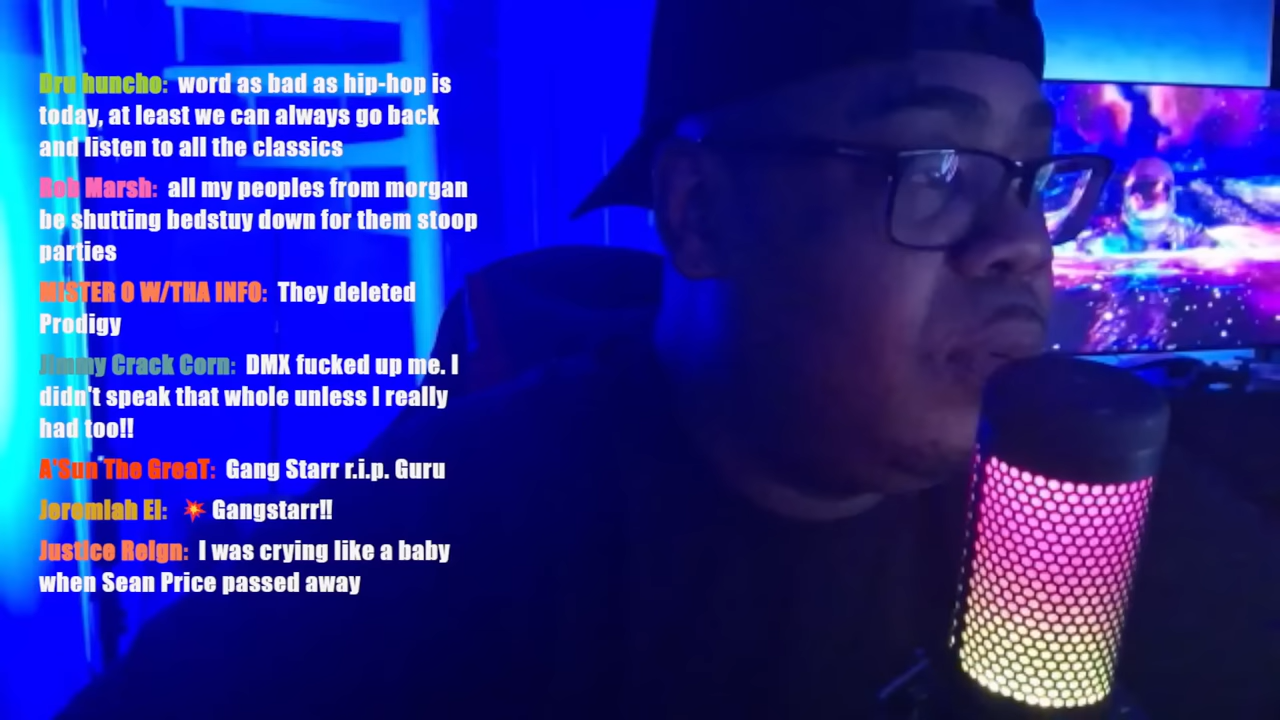 Dru huncho: word as bad as hip-hop is
today, at least we can always go back
and listen to all the classics
Rob Marsh: all my peoples from morgan
be shutting bedstuy down for them stoop
parties
MISTER O W/THA INFO: They deleted
Prodigy
Jimmy Crack Corn: DMX fucked up me. I
didn't speak that whole unless I really
had too!!
A'Sun The GreaT: Gang Starr r.i.p. Guru
Jeremiah El: 💥 Gangstarr!!
Justice Reign: I was crying like a baby
when Sean Price passed away